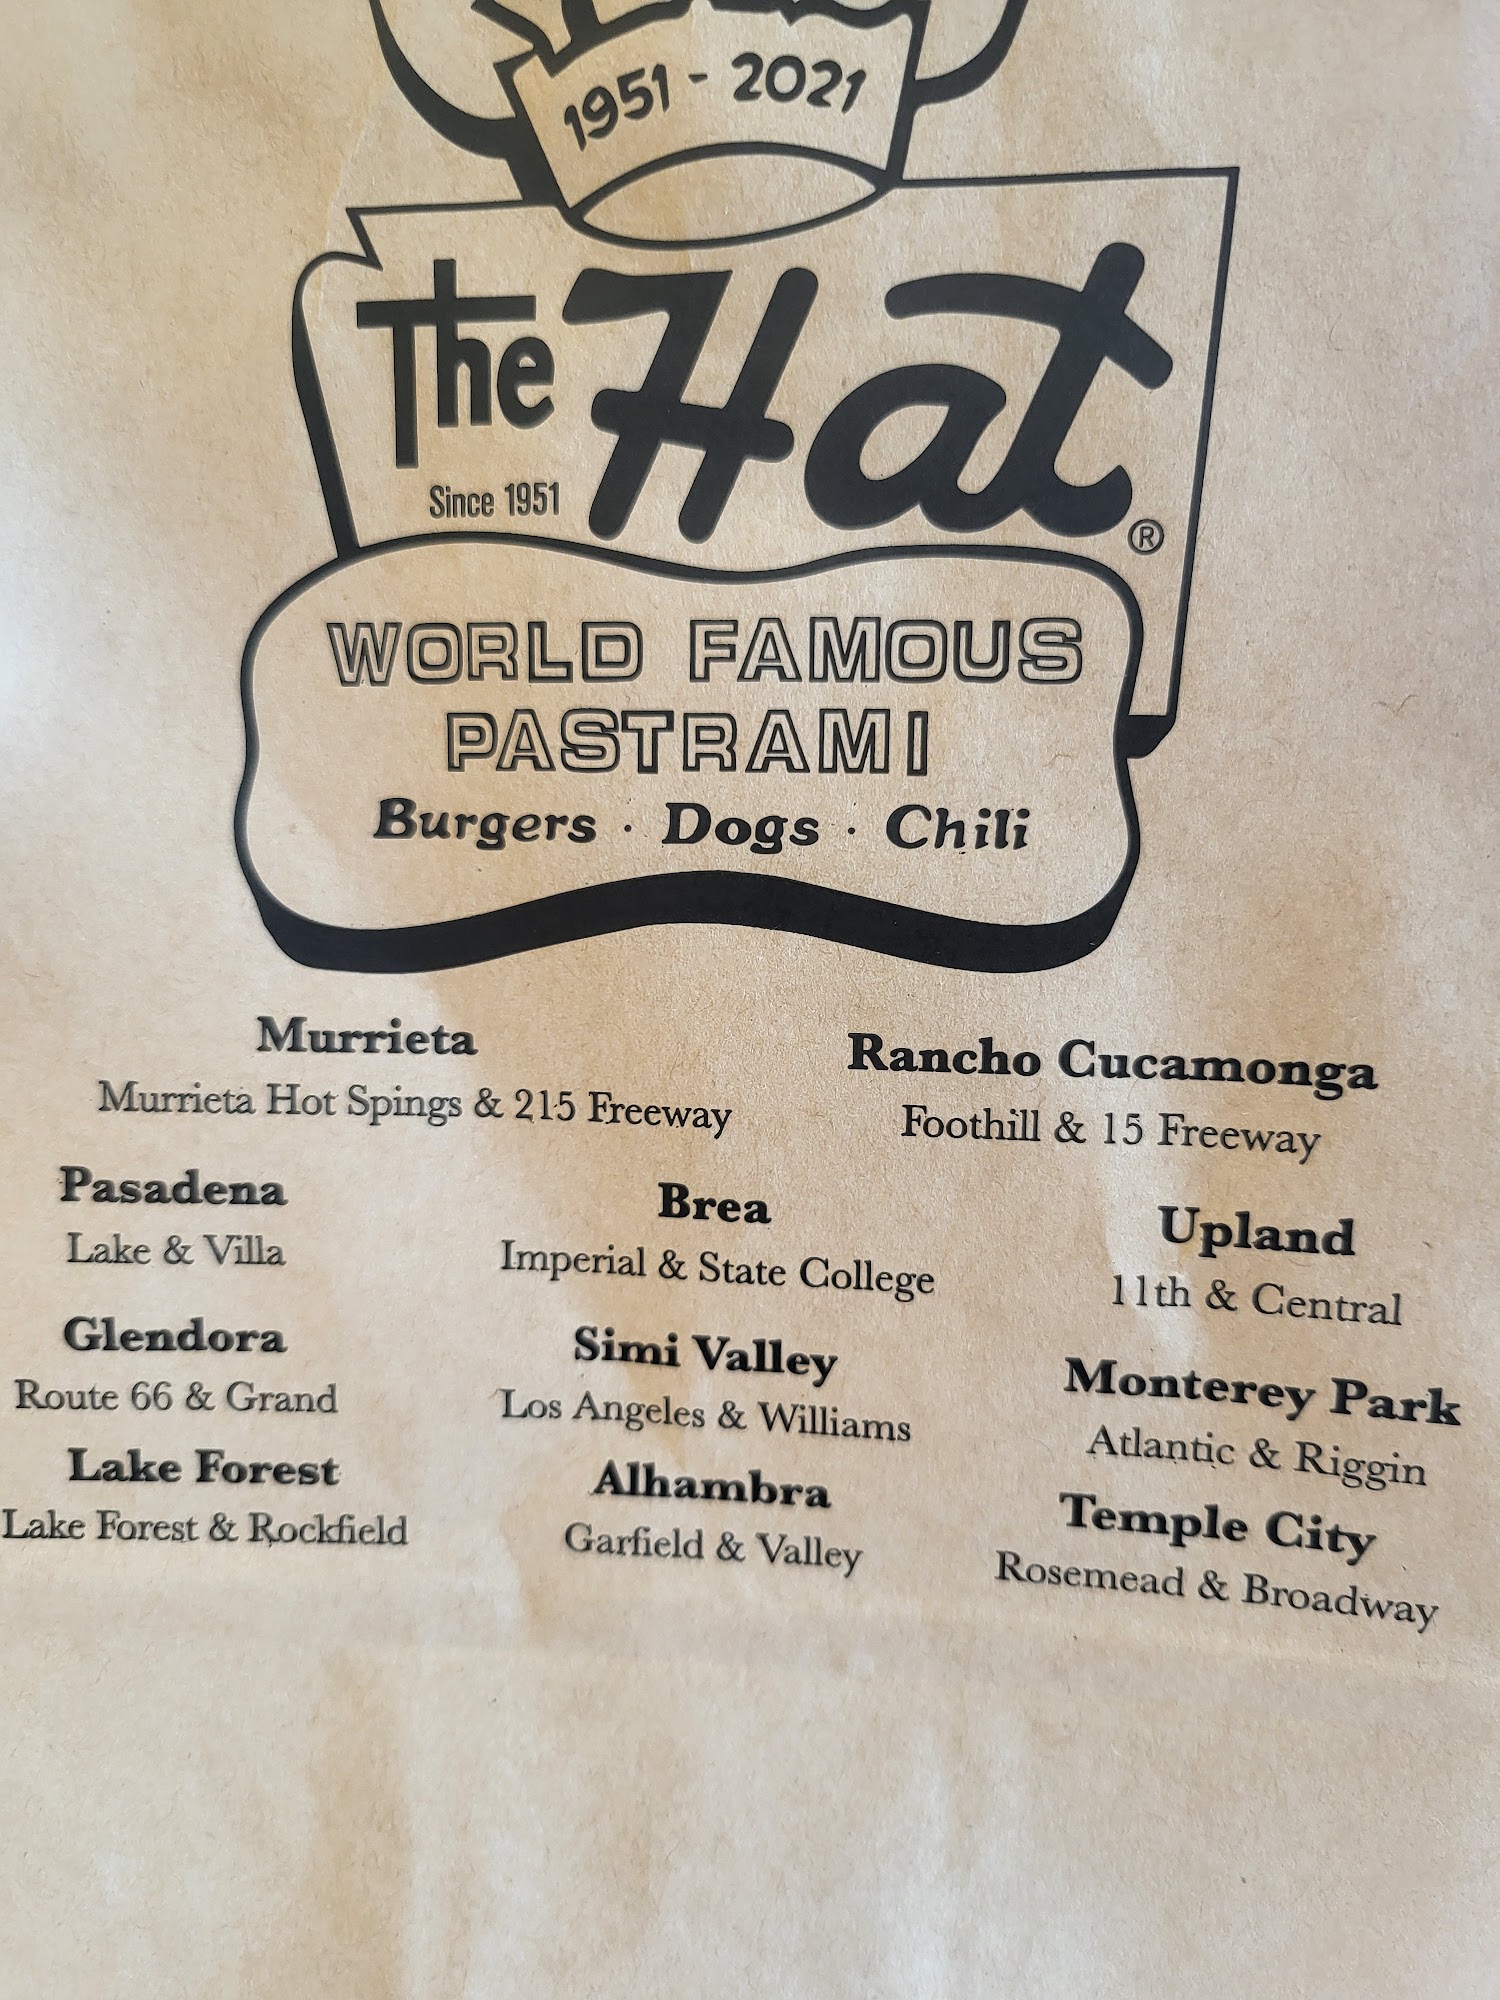 1951 - 2021
The Hat
Since 1951
®
WORLD FAMOUS
PASTRAMI
Burgers · Dogs · Chili
Murrieta
Murrieta Hot Spings & 215 Freeway
Rancho Cucamonga
Foothill & 15 Freeway
Pasadena
Lake & Villa
Brea
Imperial & State College
Upland
11th & Central
Glendora
Route 66 & Grand
Simi Valley
Los Angeles & Williams
Monterey Park
Atlantic & Riggin
Lake Forest
Lake Forest & Rockfield
Alhambra
Garfield & Valley
Temple City
Rosemead & Broadway